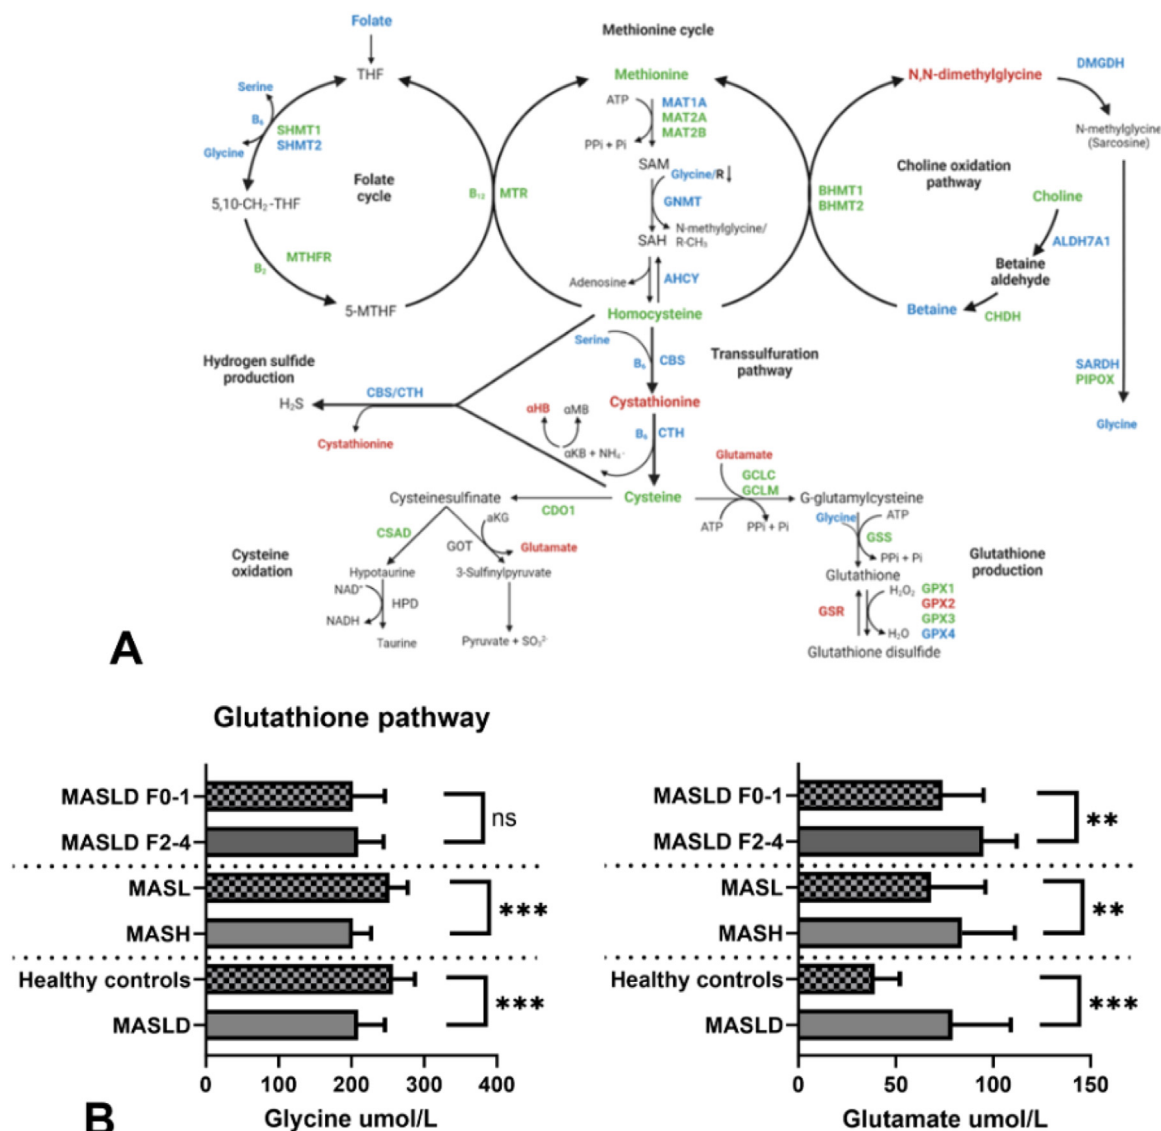 Folate
Methionine cycle
THF
Methionine
N,N-dimethylglycine
DMGDH
Serine
B₆
SHMT1
SHMT2
Glycine
ATP
MAT1A
MAT2A
MAT2B
PPi + Pi
N-methylglycine
(Sarcosine)
SAM
Glycine/R
Folate
cycle
B₁₂
MTR
GNMT
BHMT1
BHMT2
Choline oxidation
pathway
Choline
5,10-CH₂-THF
N-methylglycine/
R-CH₃
SAH
ALDH7A1
MTHFR
B₂
Adenosine
AHCY
Betaine
aldehyde
5-MTHF
Homocysteine
Betaine
CHDH
Serine
B₆
CBS
Transsulfuration
pathway
Hydrogen sulfide
production
SARDH
PIPOX
CBS/CTH
H₂S
Cystathionine
αHB
αMB
Cystathionine
B₆
CTH
Glycine
αKB + NH₄⁻
Glutamate
GCLC
GCLM
Cysteinesulfinate
CDO1
Cysteine
G-glutamylcysteine
ATP
PPi + Pi
Glycine
ATP
CSAD
aKG
GOT
Glutamate
GSS
PPi + Pi
Cysteine
oxidation
Glutathione
production
Hypotaurine
3-Sulfinylpyruvate
Glutathione
NAD⁺
HPD
NADH
GSR
H₂O₂
GPX1
GPX2
GPX3
GPX4
H₂O
Taurine
Pyruvate + SO₃²⁻
Glutathione disulfide
A
Glutathione pathway
MASLD F0-1
MASLD F2-4
ns
MASL
MASH
***
Healthy controls
MASLD
***
0 100 200 300 400
Glycine umol/L
MASLD F0-1
MASLD F2-4
**
MASL
MASH
**
Healthy controls
MASLD
***
0 50 100 150
Glutamate umol/L
B